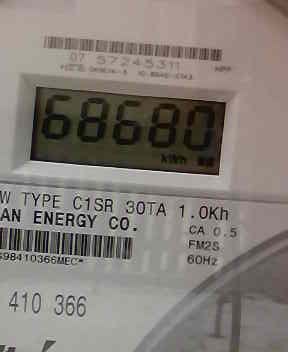 07 57245311
68680
kWh
W TYPE C1SR 30TA 1.0Kh
AN ENERGY CO.
CA 0.5
FM2S
60Hz
98410366MEC*
410 366